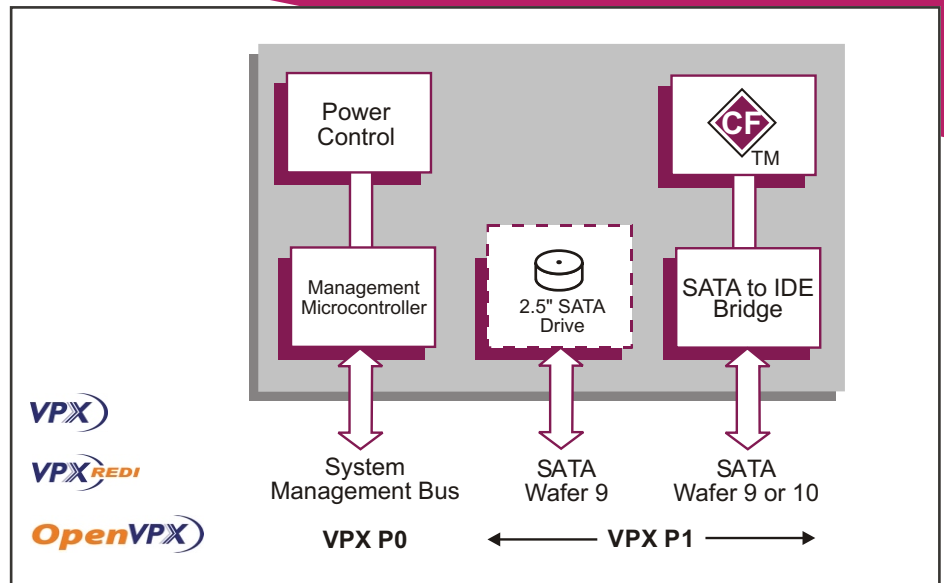 Power
Control
CF
TM
Management
Microcontroller
2.5" SATA
Drive
SATA to IDE
Bridge
VPX
VPX REDI
OpenVPX
System
Management Bus
SATA
Wafer 9
SATA
Wafer 9 or 10
VPX P0
VPX P1